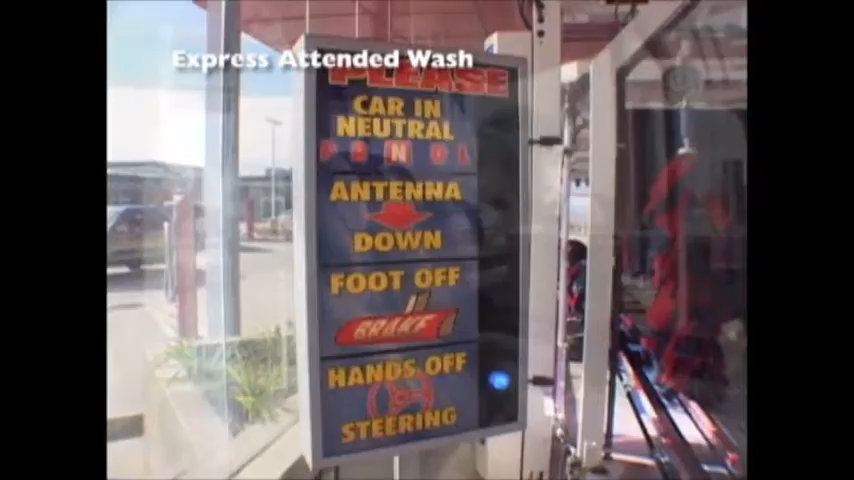 Express Attended Wash
PLEASE
CAR IN
NEUTRAL
P R N D L
ANTENNA
DOWN
FOOT OFF
BRAKE
HANDS OFF
STEERING